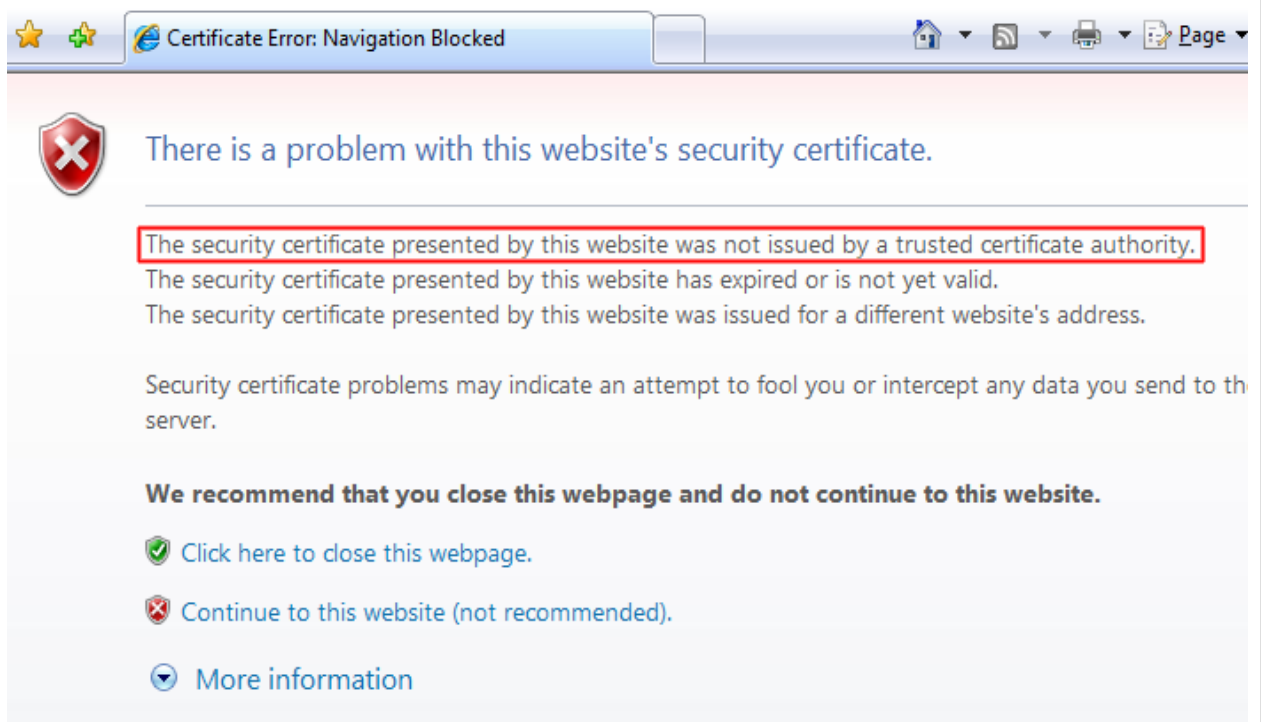 Certificate Error: Navigation Blocked
Page
There is a problem with this website's security certificate.
The security certificate presented by this website was not issued by a trusted certificate authority.
The security certificate presented by this website has expired or is not yet valid.
The security certificate presented by this website was issued for a different website's address.
Security certificate problems may indicate an attempt to fool you or intercept any data you send to th
server.
We recommend that you close this webpage and do not continue to this website.
Click here to close this webpage.
Continue to this website (not recommended).
More information